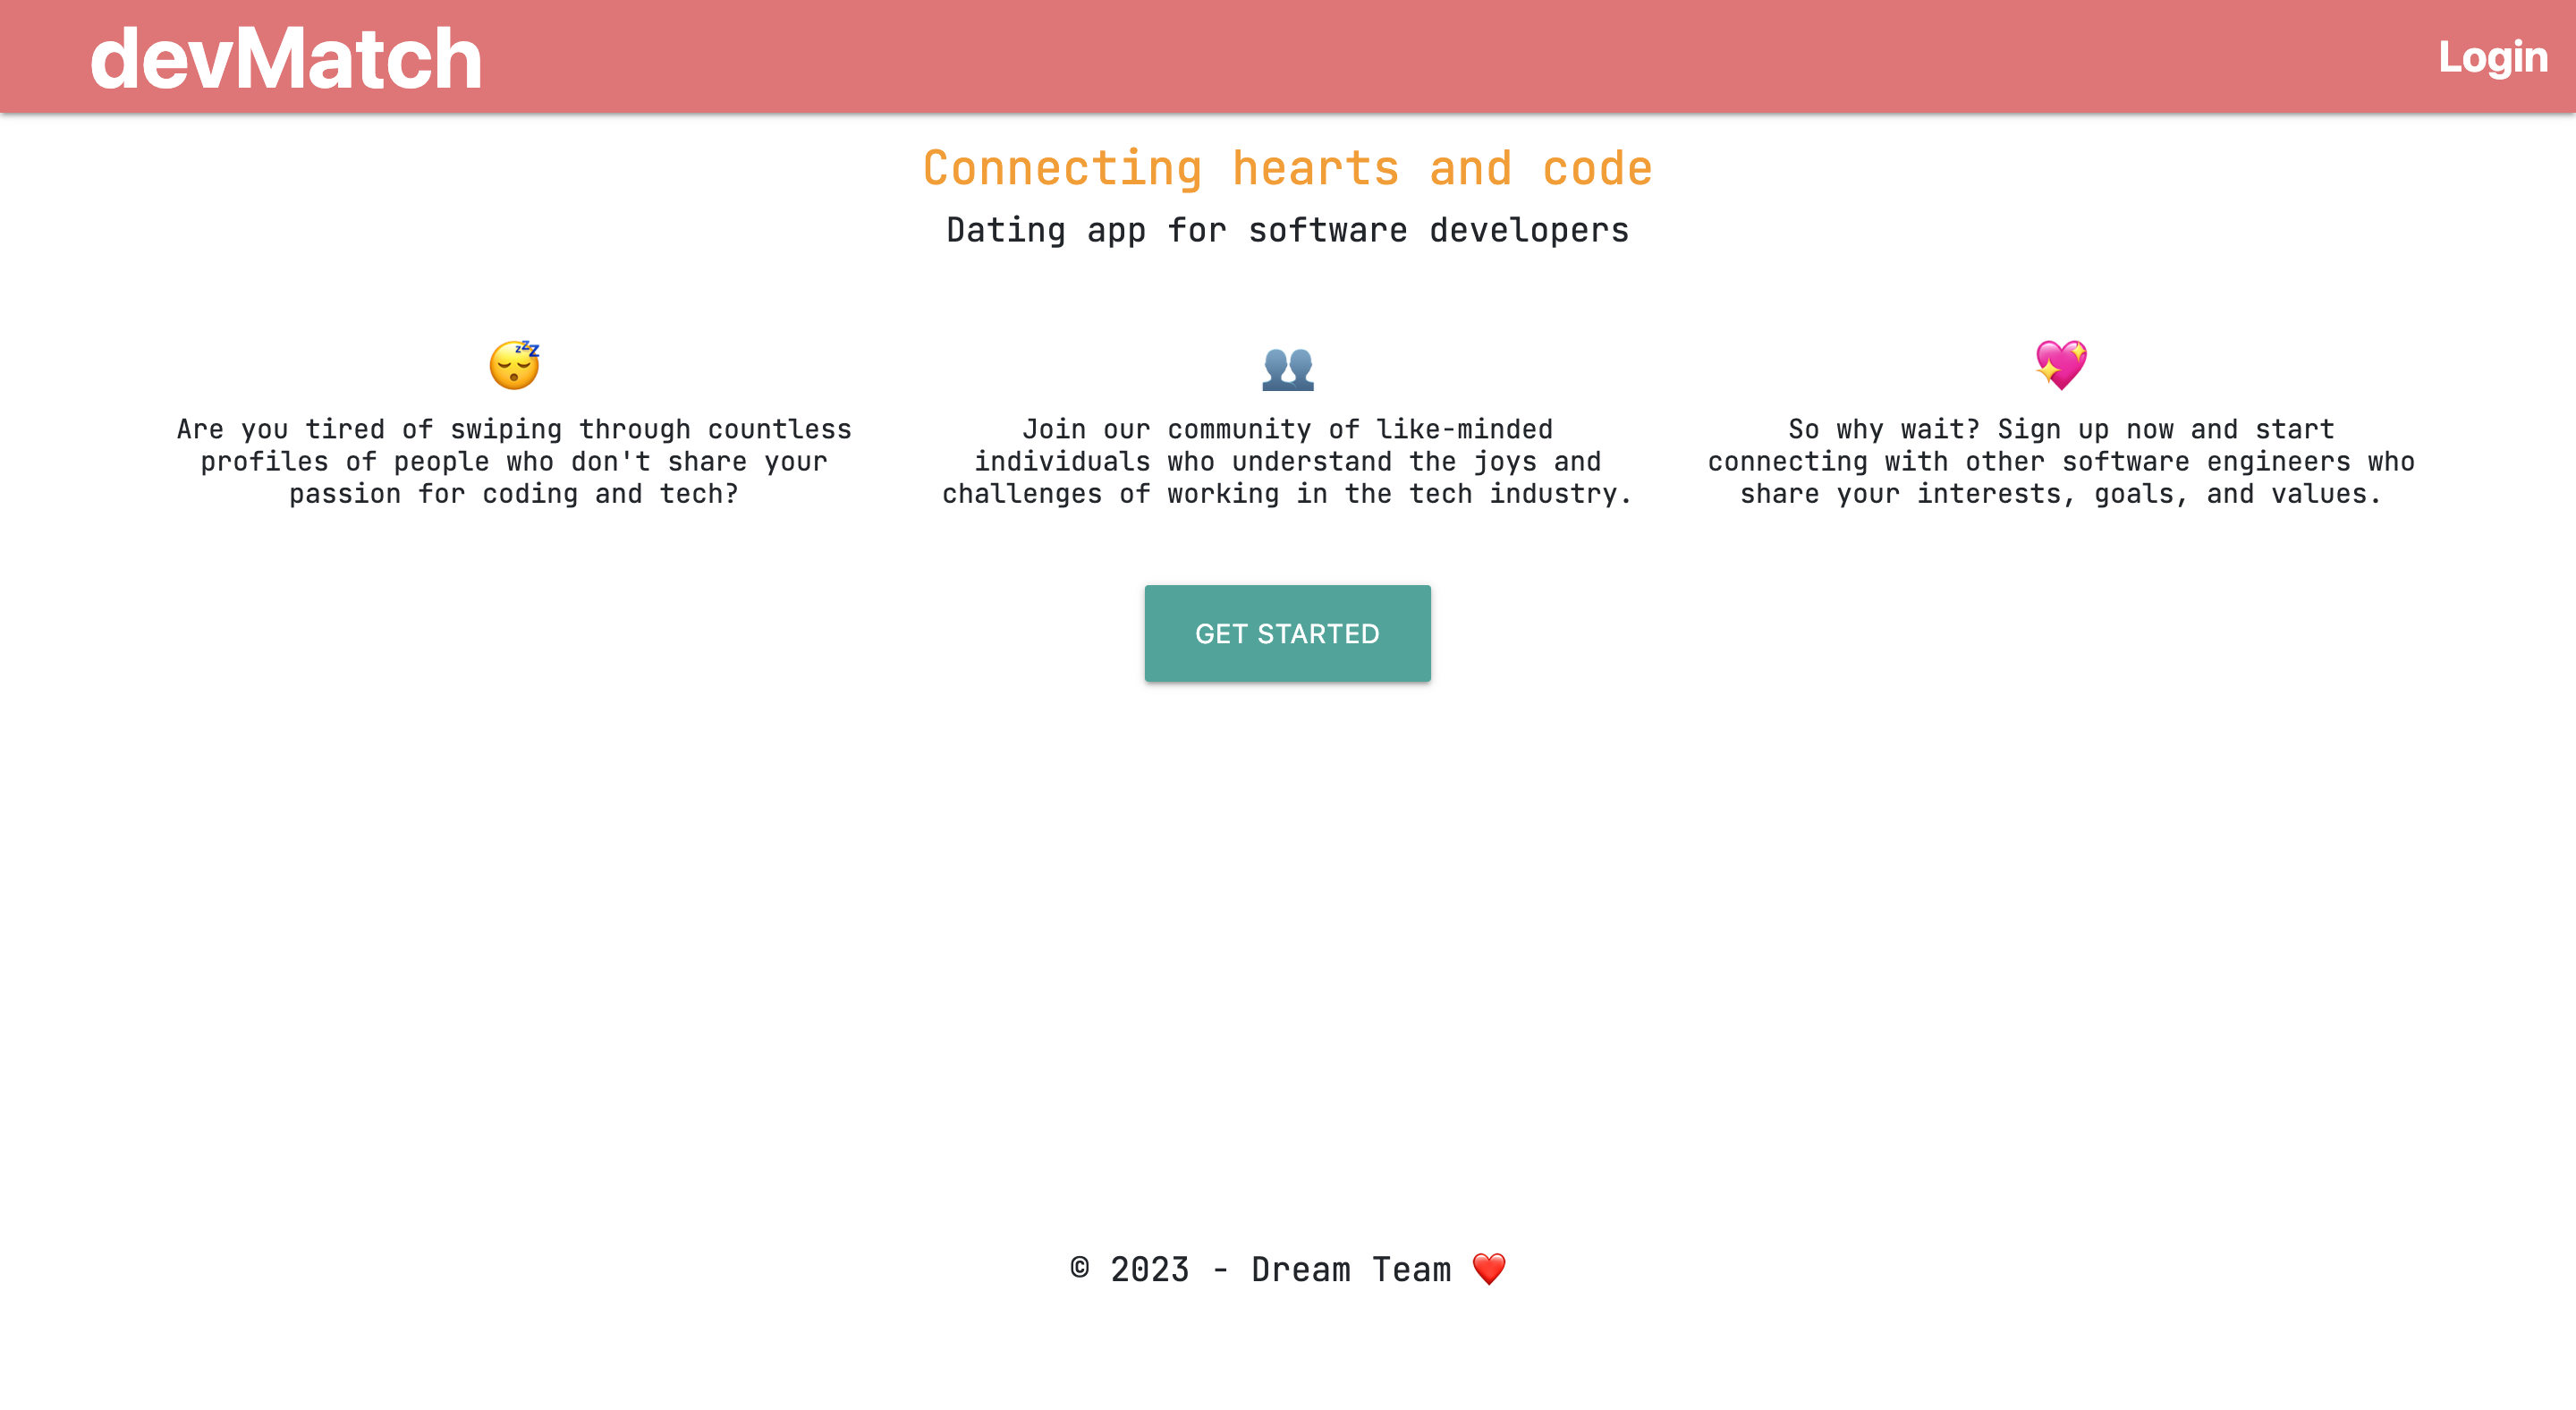 devMatch
Login
Connecting hearts and code
Dating app for software developers
Are you tired of swiping through countless
profiles of people who don't share your
passion for coding and tech?
Join our community of like-minded
individuals who understand the joys and
challenges of working in the tech industry.
So why wait? Sign up now and start
connecting with other software engineers who
share your interests, goals, and values.
GET STARTED
© 2023 - Dream Team ❤️